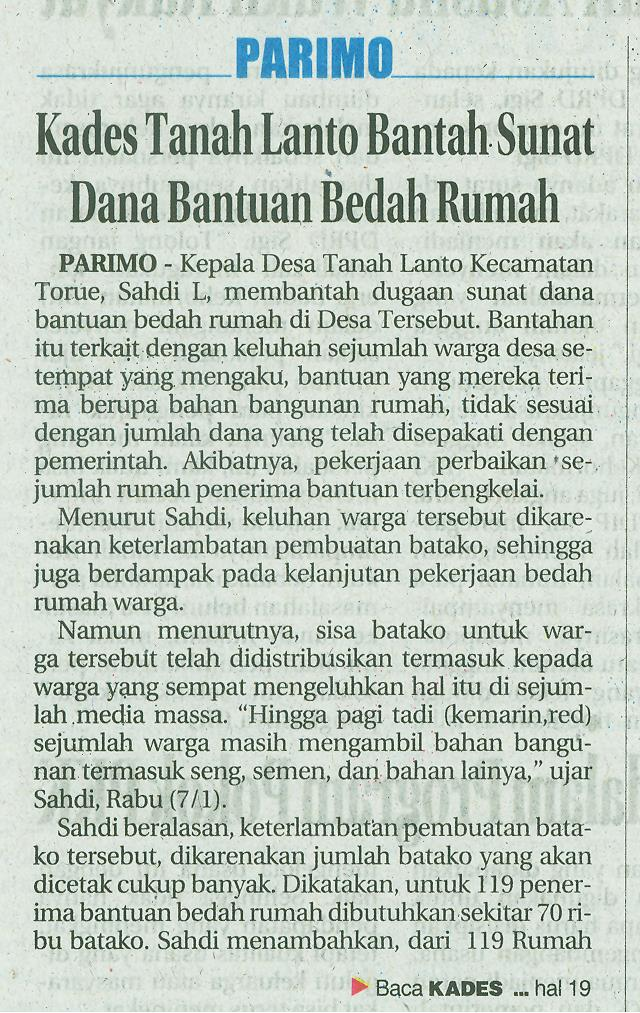 PARIMO
Kades Tanah Lanto Bantah Sunat
Dana Bantuan Bedah Rumah
PARIMO - Kepala Desa Tanah Lanto Kecamatan
Torue, Sahdi L, membantah dugaan sunat dana
bantuan bedah rumah di Desa Tersebut. Bantahan
itu terkait dengan keluhan sejumlah warga desa se-
tempat yang mengaku, bantuan yang mereka teri-
ma berupa bahan bangunan rumah, tidak sesuai
dengan jumlah dana yang telah disepakati dengan
pemerintah. Akibatnya, pekerjaan perbaikan se-
jumlah rumah penerima bantuan terbengkelai.
Menurut Sahdi, keluhan warga tersebut dikare-
nakan keterlambatan pembuatan batako, sehingga
juga berdampak pada kelanjutan pekerjaan bedah
rumah warga.
Namun menurutnya, sisa batako untuk war-
ga tersebut telah didistribusikan termasuk kepada
warga yang sempat mengeluhkan hal itu di sejum-
lah media massa. “Hingga pagi tadi (kemarin,red)
sejumlah warga masih mengambil bahan bangu-
nan termasuk seng, semen, dan bahan lainya,” ujar
Sahdi, Rabu (7/1).
Sahdi beralasan, keterlambatan pembuatan bata-
ko tersebut, dikarenakan jumlah batako yang akan
dicetak cukup banyak. Dikatakan, untuk 119 pener-
ima bantuan bedah rumah dibutuhkan sekitar 70 ri-
bu batako. Sahdi menambahkan, dari 119 Rumah
Baca KADES ... hal 19